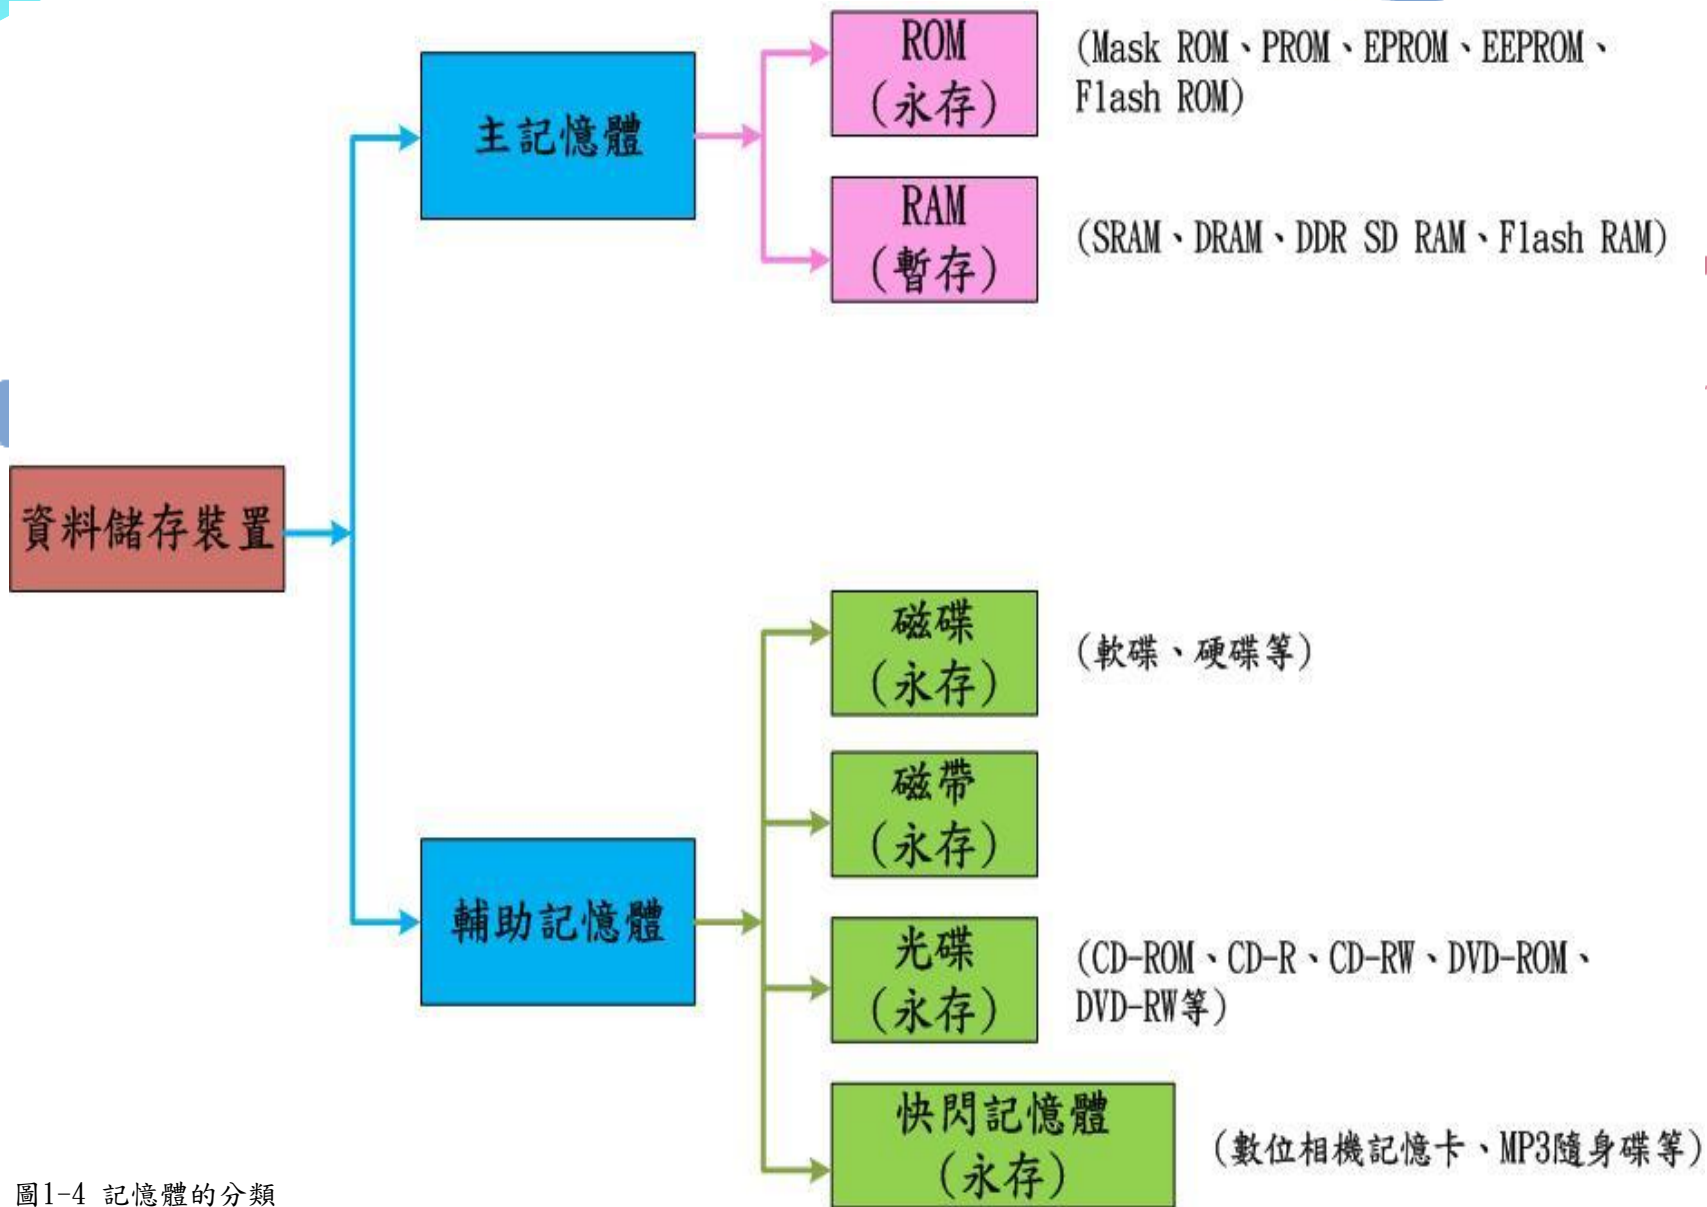 ROM
(永存)
(Mask ROM、PROM、EPROM、EEPROM、
Flash ROM)
主記憶體
RAM
(暫存)
(SRAM、DRAM、DDR SD RAM、Flash RAM)
資料儲存裝置
磁碟
(永存)
(軟碟、硬碟等)
磁帶
(永存)
輔助記憶體
光碟
(永存)
(CD-ROM、CD-R、CD-RW、DVD-ROM、
DVD-RW等)
快閃記憶體
(永存)
(數位相機記憶卡、MP3隨身碟等)
圖1-4 記憶體的分類